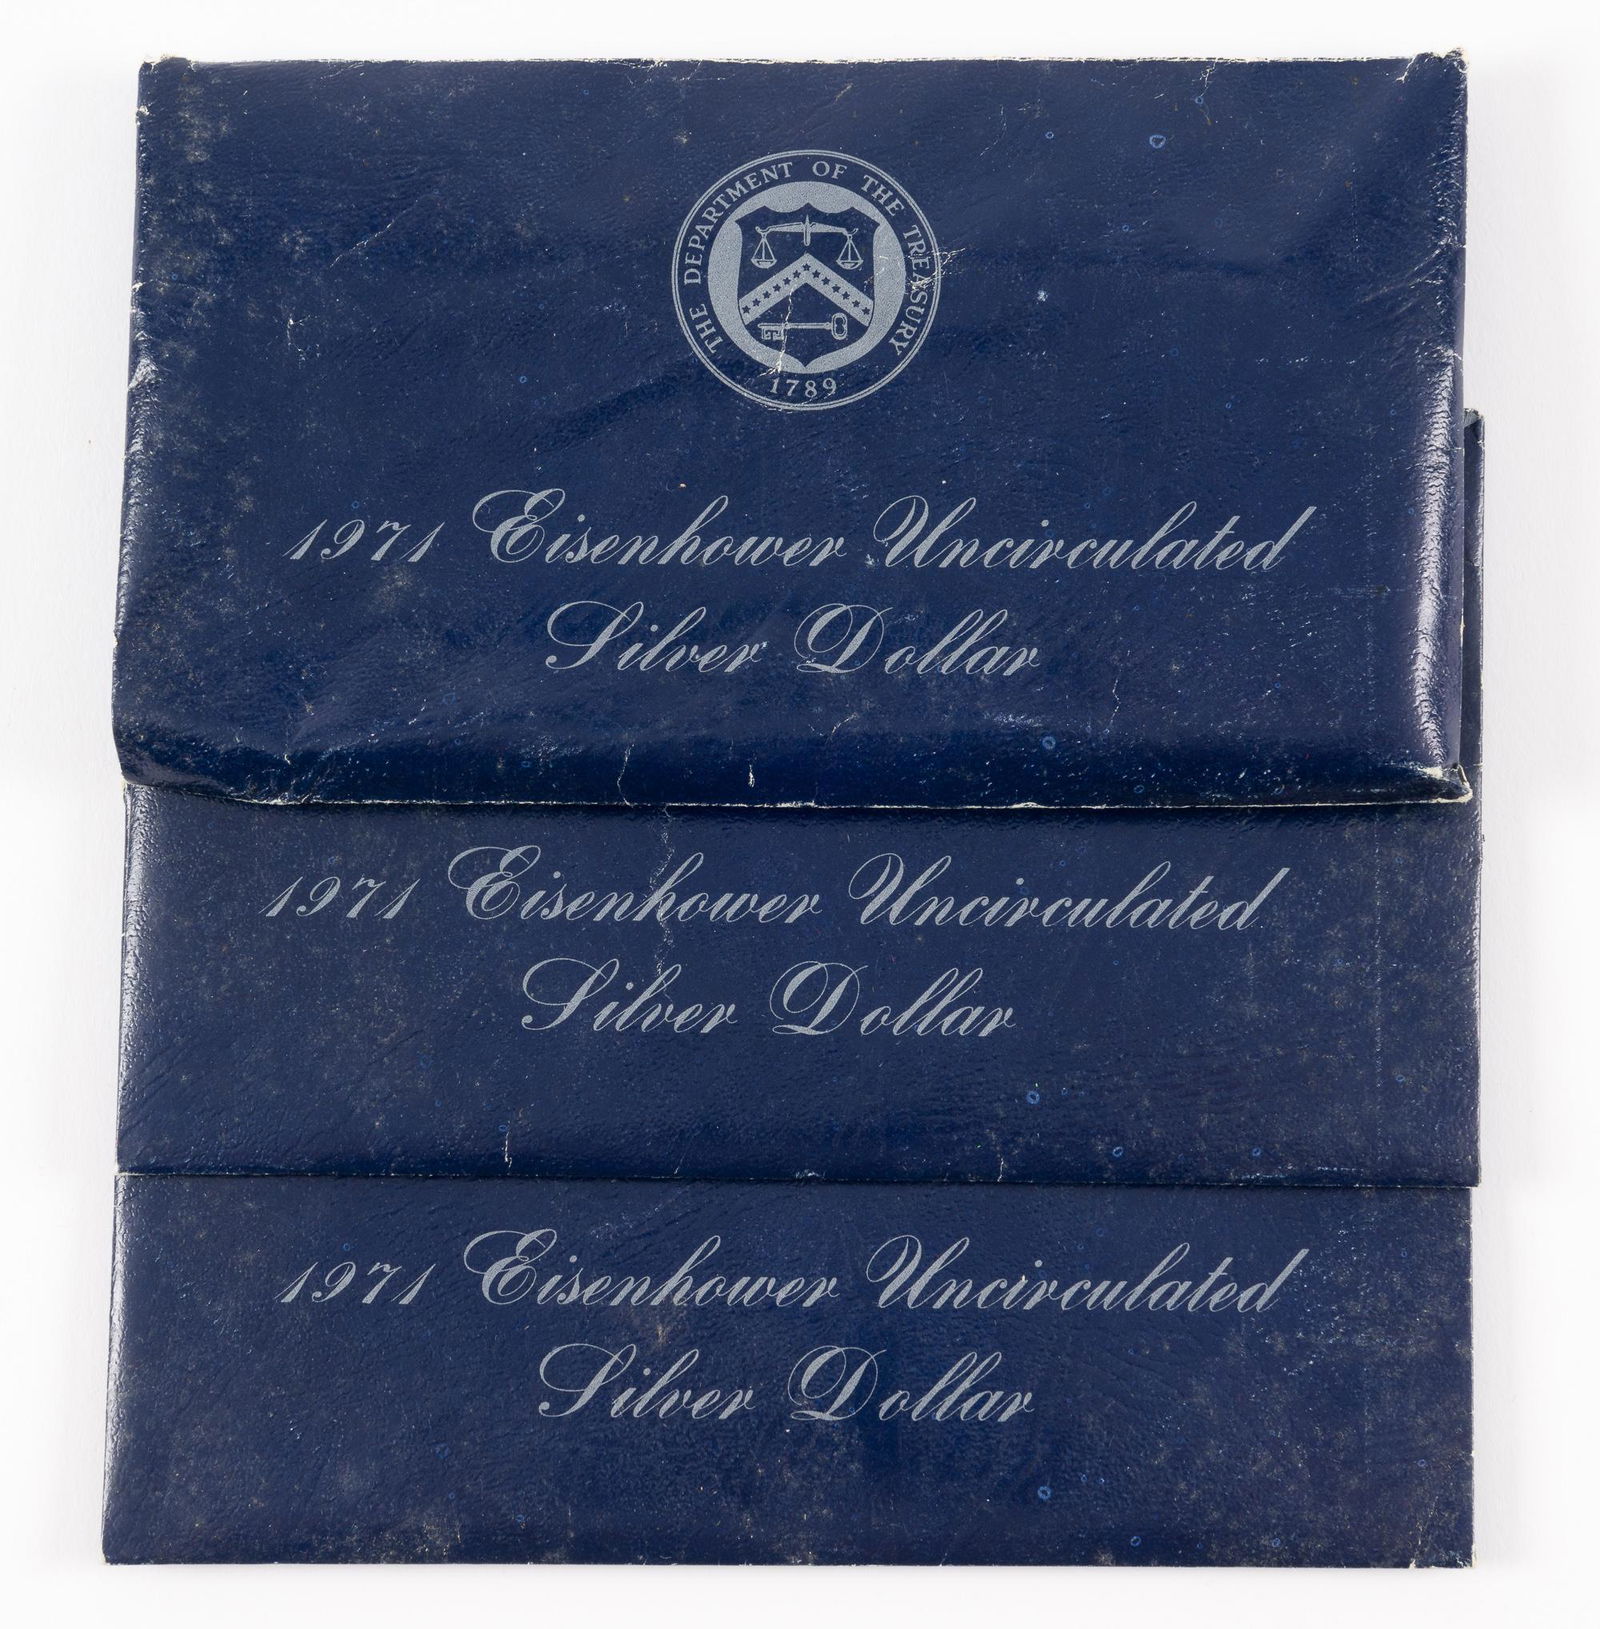 THE DEPARTMENT OF THE TREASURY
1789
1971 Eisenhower Uncirculated
Silver Dollar
1971 Eisenhower Uncirculated
Silver Dollar
1971 Eisenhower Uncirculated
Silver Dollar